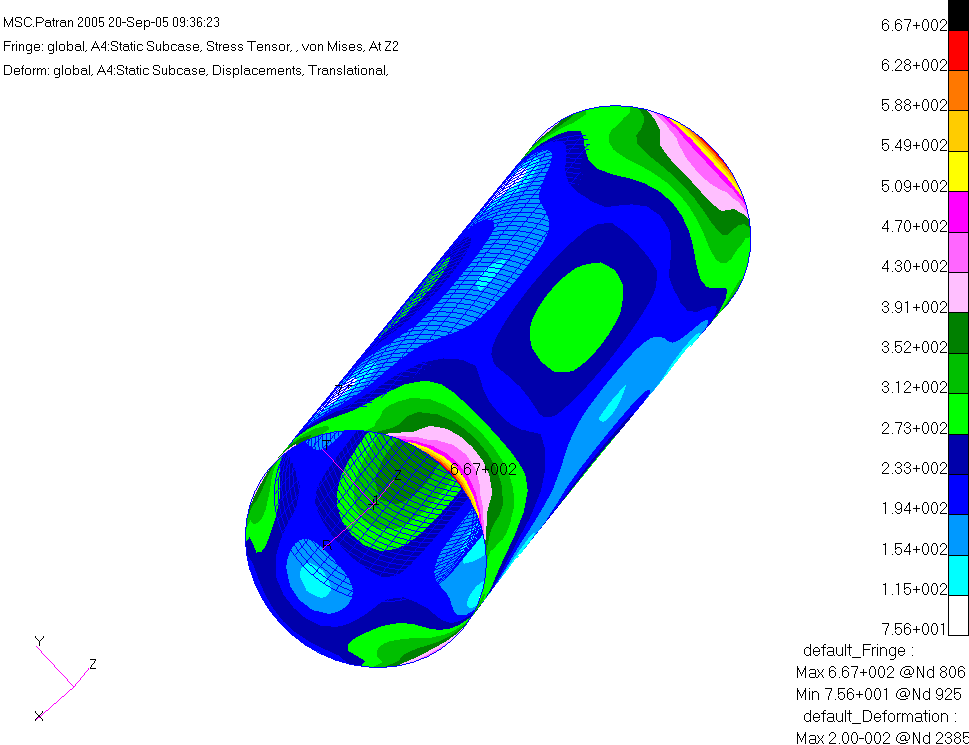 MSC.Patran 2005 20-Sep-05 09:36:23
Fringe: global, A4:Static Subcase, Stress Tensor, , von Mises, At Z2
Deform: global, A4:Static Subcase, Displacements, Translational,
6.67+002
6.28+002
5.88+002
5.49+002
5.09+002
4.70+002
4.30+002
3.91+002
3.52+002
3.12+002
2.73+002
2.33+002
1.94+002
1.54+002
1.15+002
7.56+001
6.67+002
Z
Y
Z
X
default_Fringe :
Max 6.67+002 @Nd 806
Min 7.56+001 @Nd 925
default_Deformation :
Max 2.00-002 @Nd 2385